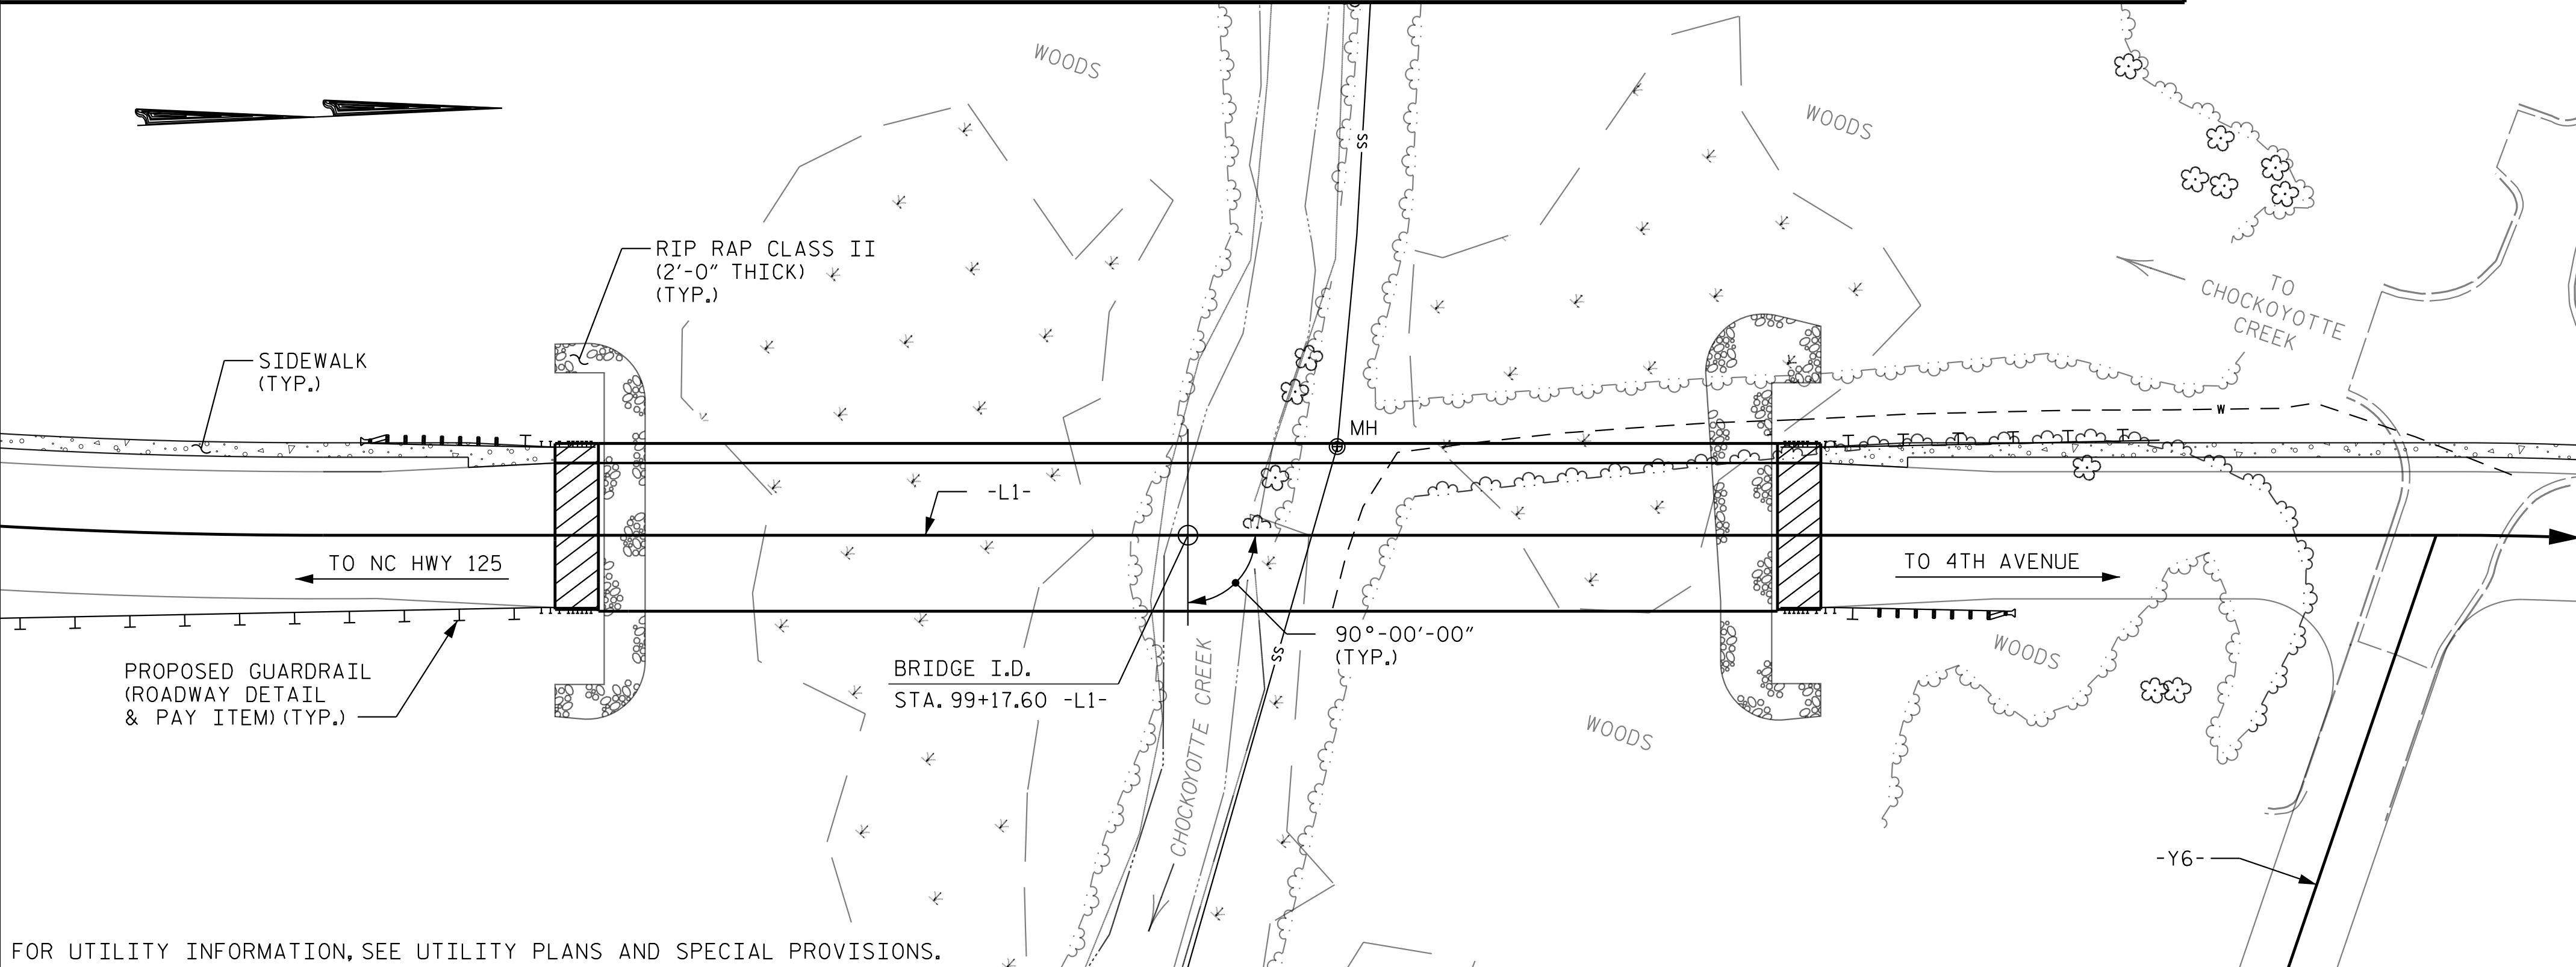 WOODS
WOODS
RIP RAP CLASS II
(2'-0" THICK)
(TYP.)
SS
TO
CHOCKOYOTTE
CREEK
SIDEWALK
(TYP.)
W
MH
-L1-
TO NC HWY 125
TO 4TH AVENUE
90°-00'-00"
(TYP.)
SS
WOODS
PROPOSED GUARDRAIL
(ROADWAY DETAIL
& PAY ITEM) (TYP.)
BRIDGE I.D.
STA. 99+17.60 -L1-
CHOCKOYOTTE CREEK
WOODS
-Y6-
FOR UTILITY INFORMATION, SEE UTILITY PLANS AND SPECIAL PROVISIONS.